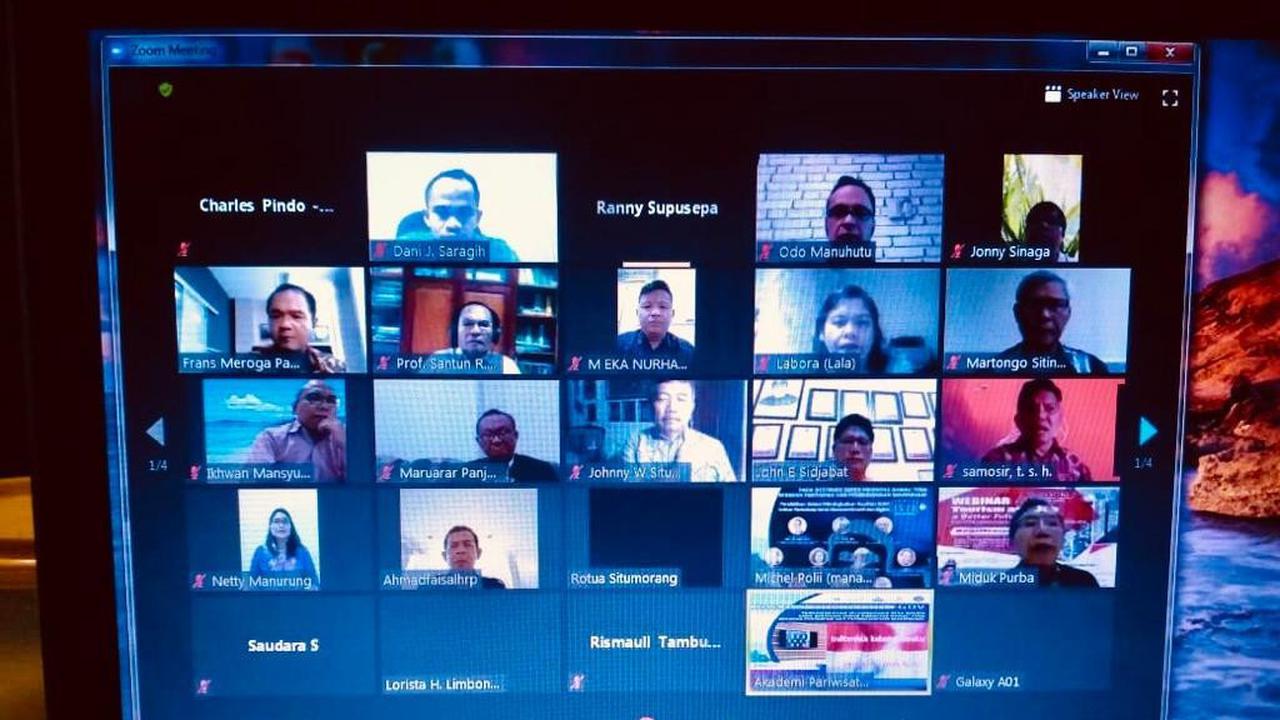 Zoom Meeting
Speaker View
Charles Pindo -...
Dani J. Saragih
Ranny Supusepa
Odo Manuhutu
Jonny Sinaga
Frans Meroga Pa...
Prof. Santun R....
M EKA NURHA...
Labora (Lala)
Martongo Sitin...
1/4
Ikhwan Mansyu...
Maruarar Panj...
Johnny W Situ...
John E Sidjabat
samosir, t. s. h.
1/4
Netty Manurung
Ahmadfaisalhrp
Rotua Situmorang
Michel Polii (mana...
WEBINAR
Tourism
a Better
Miduk Purba
Saudara S
Lorista H. Limbon...
Rismauli Tambu...
Akademi Pariwisat...
Galaxy A01